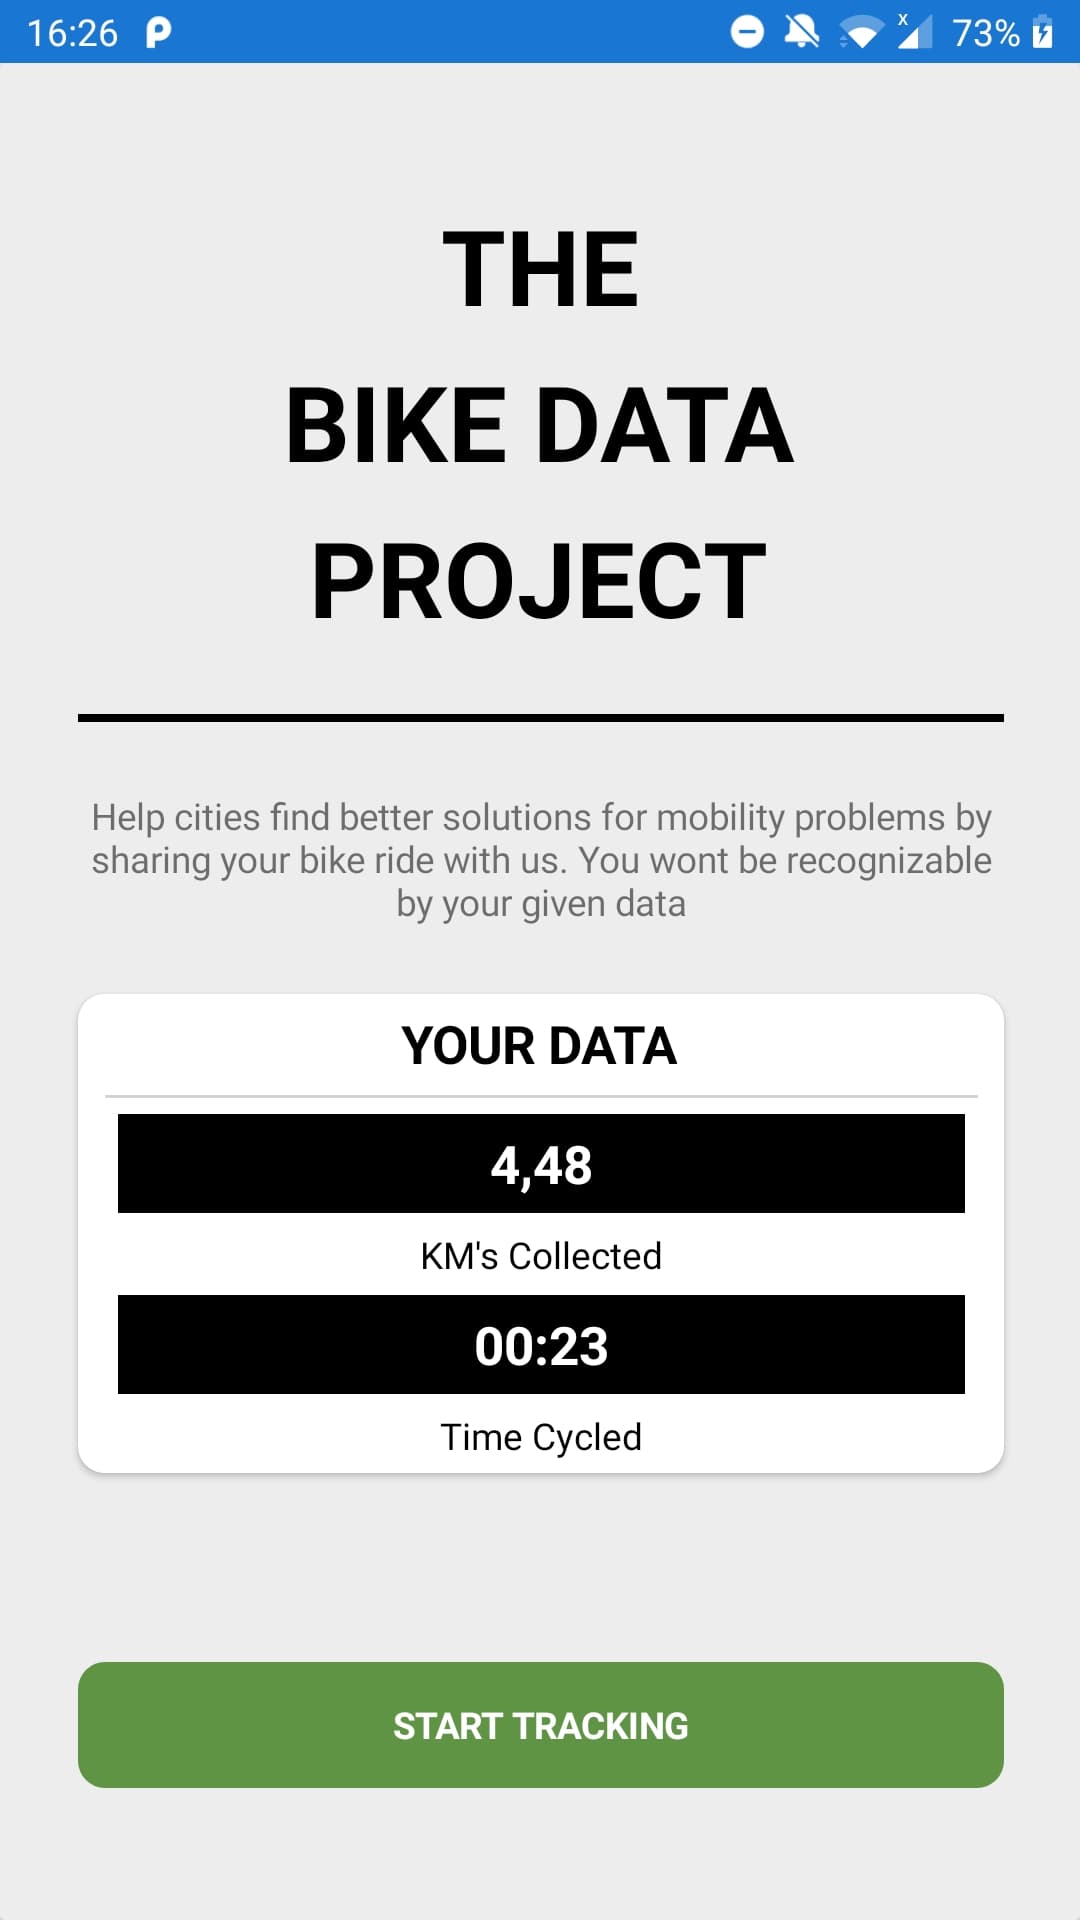 16:26
x 73%
THE
BIKE DATA
PROJECT
Help cities find better solutions for mobility problems by
sharing your bike ride with us. You wont be recognizable
by your given data
YOUR DATA
4,48
KM's Collected
00:23
Time Cycled
START TRACKING